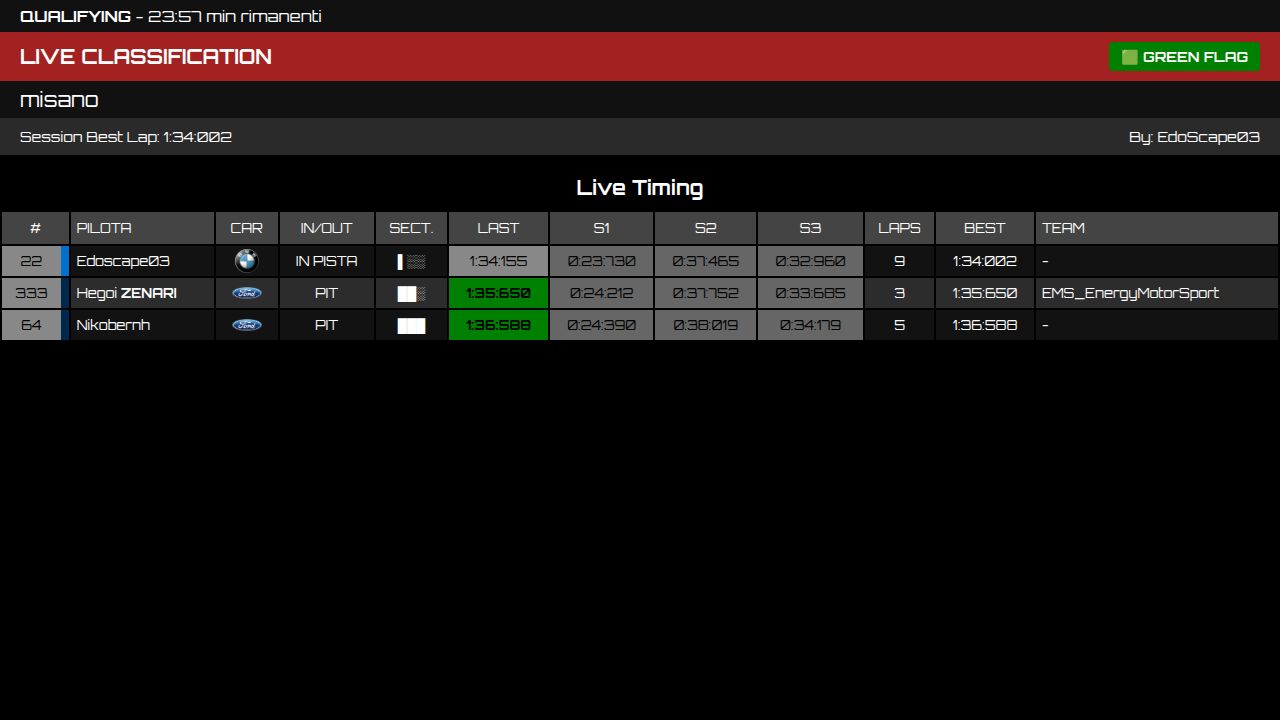 QUALIFYING - 23:57 min rimanenti
LIVE CLASSIFICATION
GREEN FLAG
misano
Session Best Lap: 1:34:002
By: EdoScape03
Live Timing
# PILOTA CAR IN/OUT SECT. LAST S1 S2 S3 LAPS BEST TEAM
22 Edoscape03 IN PISTA 1:34:155 0:23:730 0:37:465 0:32:960 9 1:34:002 -
333 Hegoi ZENARI Ford PIT 1:35:650 0:24:212 0:37:752 0:33:685 3 1:35:650 EMS_EnergyMotorSport
64 Nikobernh Ford PIT 1:36:588 0:24:390 0:38:019 0:34:179 5 1:36:588 -